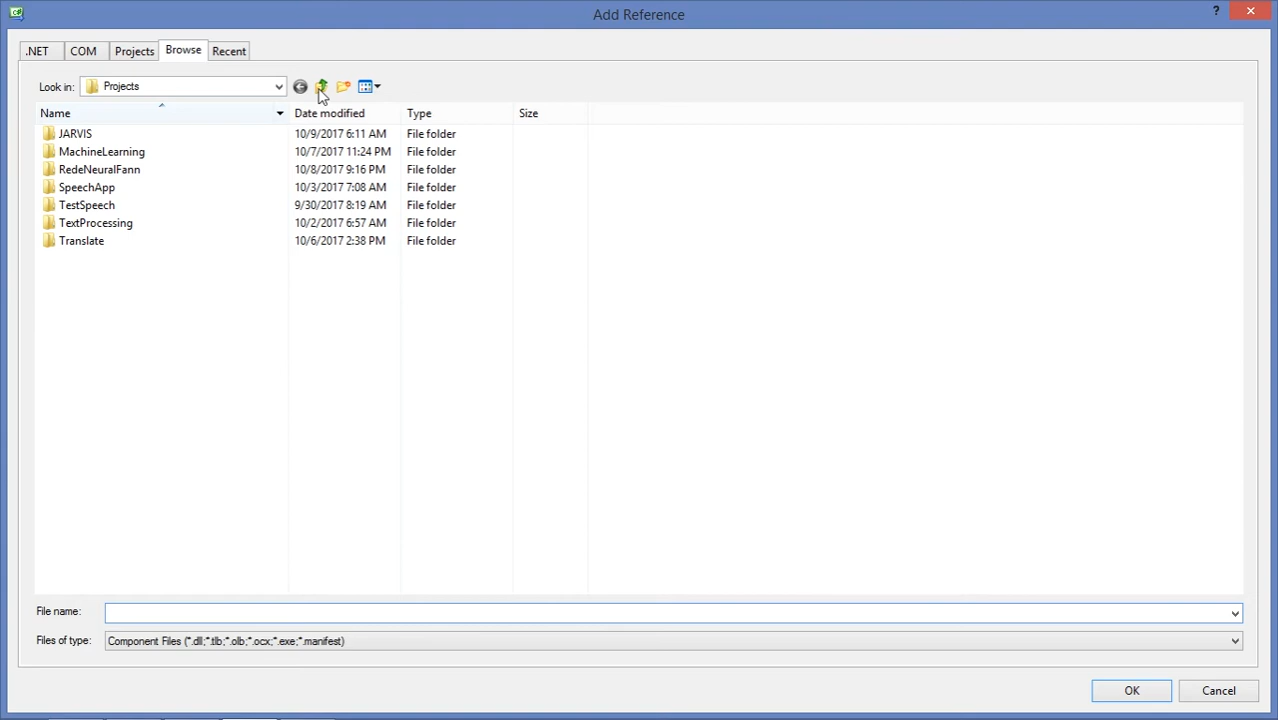 Add Reference
?
.NET COM Projects Browse Recent
Look in: Projects
Name Date modified Type Size
JARVIS 10/9/2017 6:11 AM File folder
MachineLearning 10/7/2017 11:24 PM File folder
RedeNeuralFann 10/8/2017 9:16 PM File folder
SpeechApp 10/3/2017 7:08 AM File folder
TestSpeech 9/30/2017 8:19 AM File folder
TextProcessing 10/2/2017 6:57 AM File folder
Translate 10/6/2017 2:38 PM File folder
File name:
Files of type: Component Files (*.dll;*.tlb;*.olb;*.ocx;*.exe;*.manifest)
OK Cancel